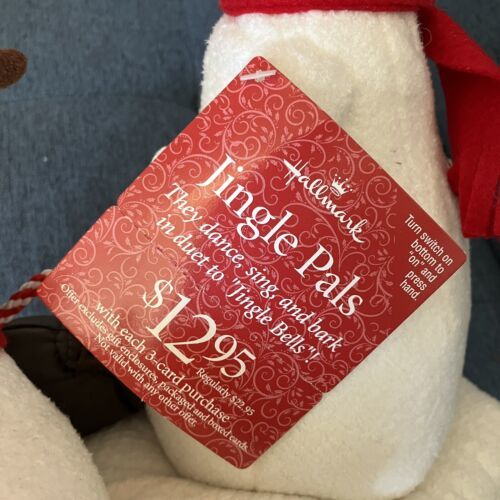 Hallmark
Jingle Pals
They dance, sing, and bark
in duet to "Jingle Bells"!
$12.95
Regularly $22.95
with each 3-card purchase
Offer excludes gift enclosures, packaged and boxed cards.
Not valid with any other offer.
Turn switch on
bottom to
"on" and
press
hand.